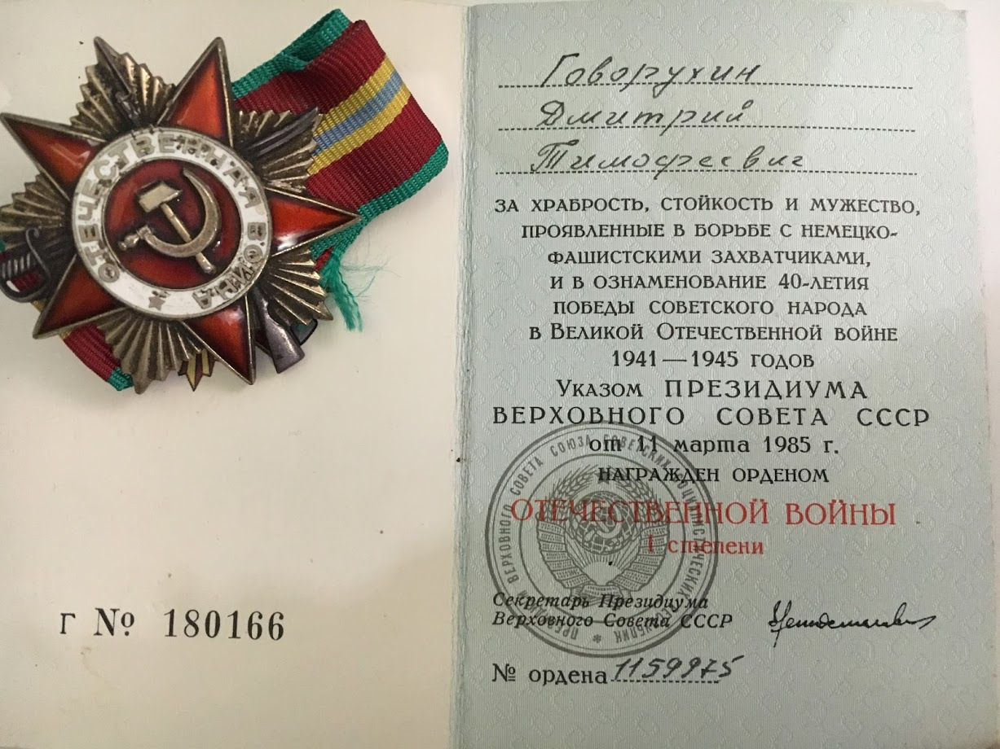 ОТЕЧЕСТВЕННАЯ ВОЙНА
г № 180166
Говорухин
Дмитрий
Тимофеевич
ЗА ХРАБРОСТЬ, СТОЙКОСТЬ И МУЖЕСТВО,
ПРОЯВЛЕННЫЕ В БОРЬБЕ С НЕМЕЦКО-
ФАШИСТСКИМИ ЗАХВАТЧИКАМИ,
И В ОЗНАМЕНОВАНИЕ 40-ЛЕТИЯ
ПОБЕДЫ СОВЕТСКОГО НАРОДА
В ВЕЛИКОЙ ОТЕЧЕСТВЕННОЙ ВОЙНЕ
1941—1945 ГОДОВ
УКАЗОМ ПРЕЗИДИУМА
ВЕРХОВНОГО СОВЕТА СССР
от 11 марта 1985 г.
НАГРАЖДЕН ОРДЕНОМ
ОТЕЧЕСТВЕННОЙ ВОЙНЫ
I степени
ВЕРХОВНОГО СОВЕТА СОЮЗА СОВЕТСКИХ СОЦИАЛИСТИЧЕСКИХ РЕСПУБЛИК
Секретарь Президиума
Верховного Совета СССР
№ ордена 1159975